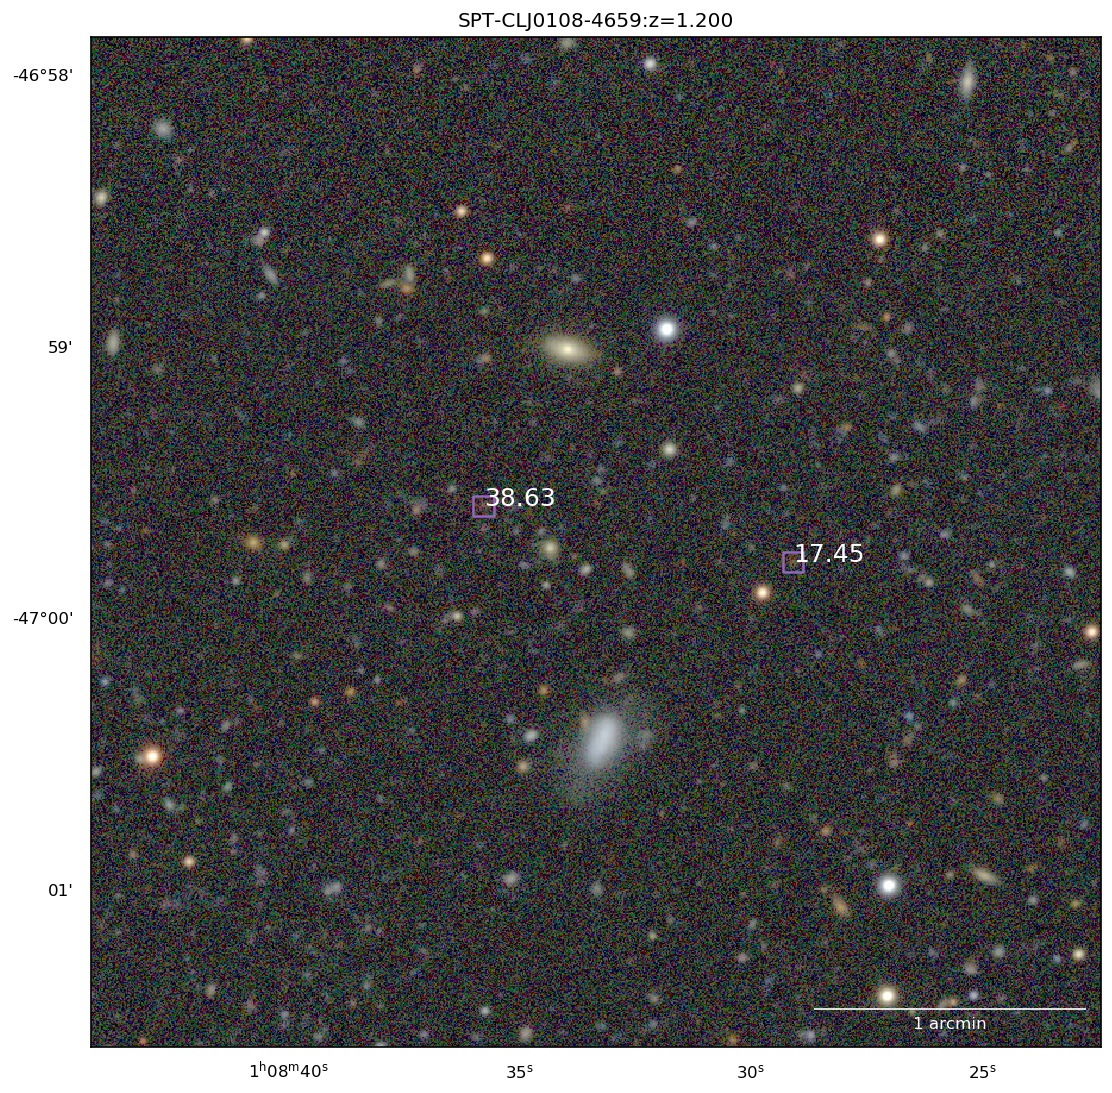 SPT-CLJ0108-4659:z=1.200
-46°58'
59'
38.63
17.45
-47°00'
01'
1 arcmin
1ʰ08ᵐ40ˢ 35ˢ 30ˢ 25ˢ